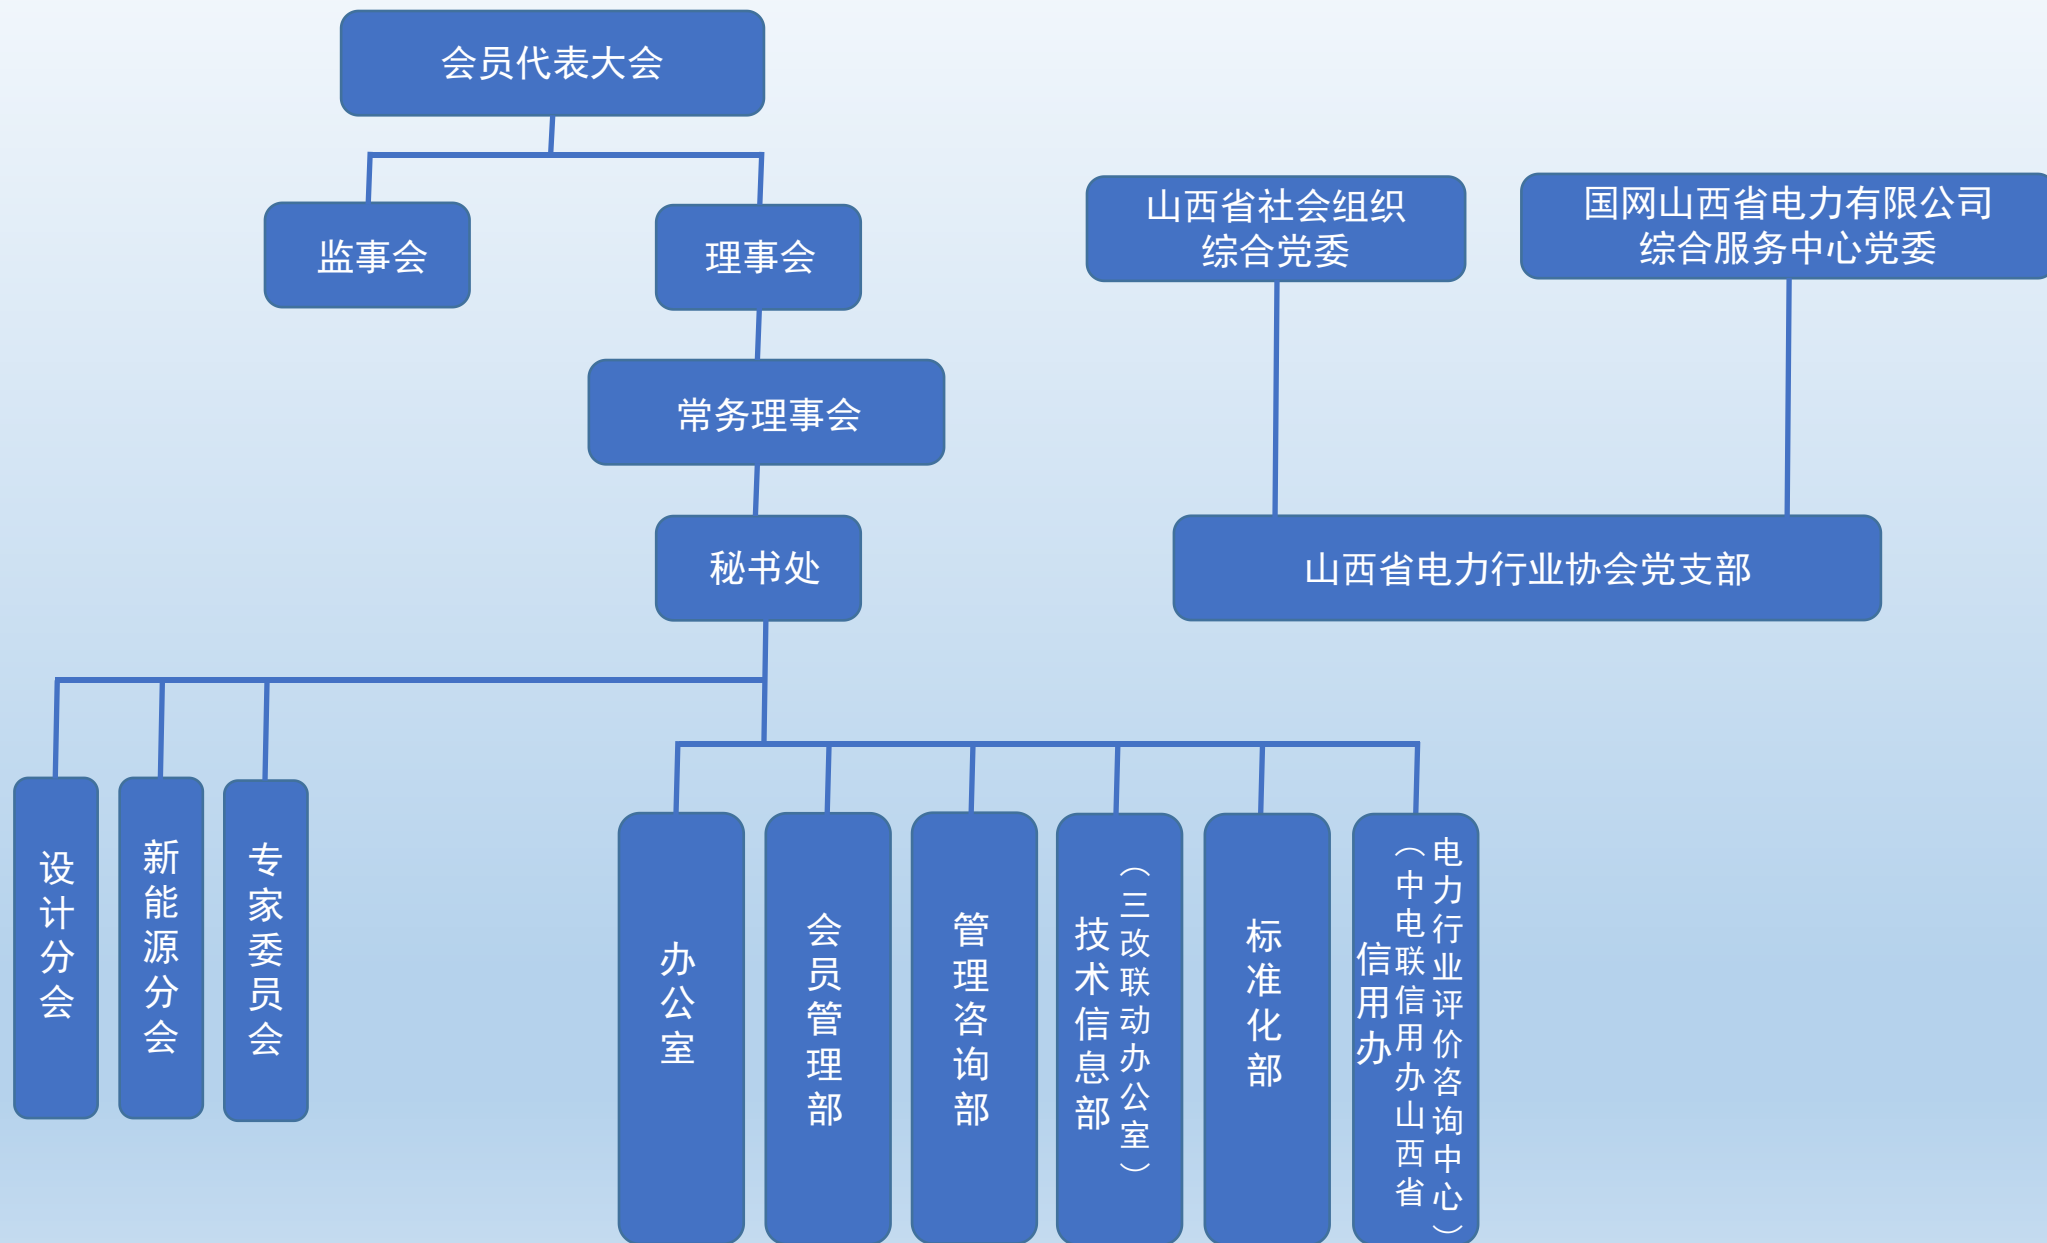 会员代表大会
监事会
理事会
山西省社会组织
综合党委
国网山西省电力有限公司
综合服务中心党委
常务理事会
秘书处
山西省电力行业协会党支部
设计分会
新能源分会
专家委员会
办公室
会员管理部
管理咨询部
技术信息部
（三改联动办公室）
标准化部
信用办
（中电联信用办山西省
电力行业评价咨询中心）